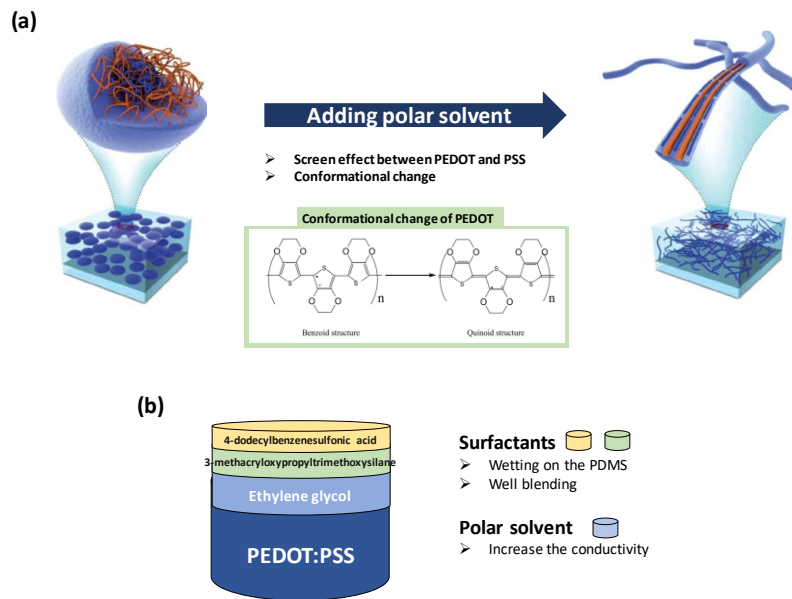 (a)
Adding polar solvent
➢ Screen effect between PEDOT and PSS
➢ Conformational change
Conformational change of PEDOT
O O O O
S
n
S S
O O
Benzoid structure
O O O O
S
n
S S
O O
Quinoid structure
(b)
4-dodecylbenzenesulfonic acid
3-methacryloxypropyltrimethoxysilane
Ethylene glycol
PEDOT:PSS
Surfactants
➢ Wetting on the PDMS
➢ Well blending
Polar solvent
➢ Increase the conductivity